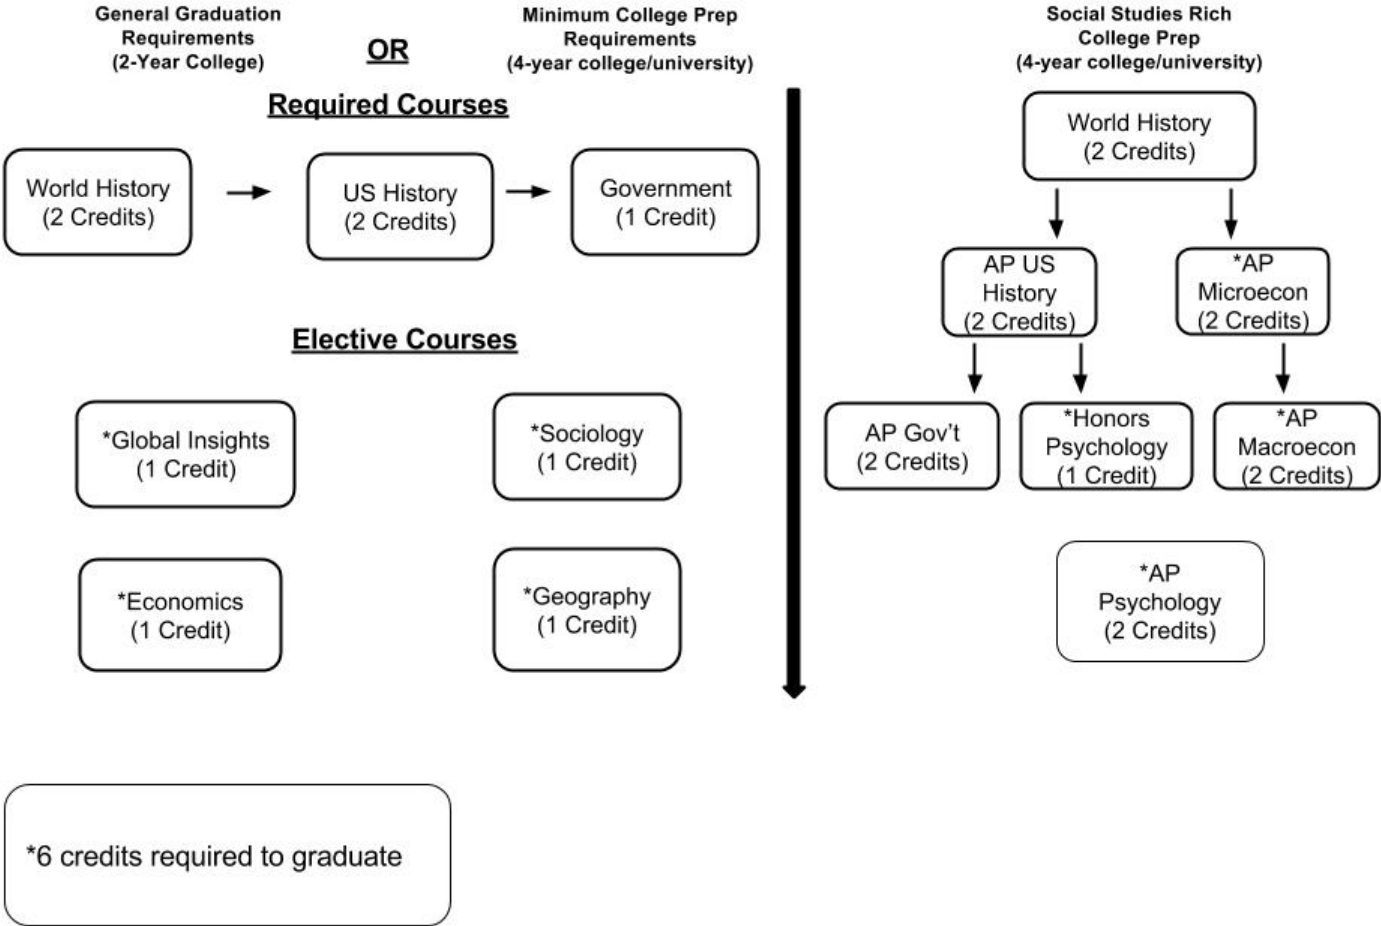 General Graduation
Requirements
(2-Year College)
OR
Minimum College Prep
Requirements
(4-year college/university)
Required Courses
World History
(2 Credits)
US History
(2 Credits)
Government
(1 Credit)
Elective Courses
*Global Insights
(1 Credit)
*Sociology
(1 Credit)
*Economics
(1 Credit)
*Geography
(1 Credit)
*6 credits required to graduate
Social Studies Rich
College Prep
(4-year college/university)
World History
(2 Credits)
AP US
History
(2 Credits)
*AP
Microecon
(2 Credits)
AP Gov't
(2 Credits)
*Honors
Psychology
(1 Credit)
*AP
Macroecon
(2 Credits)
*AP
Psychology
(2 Credits)